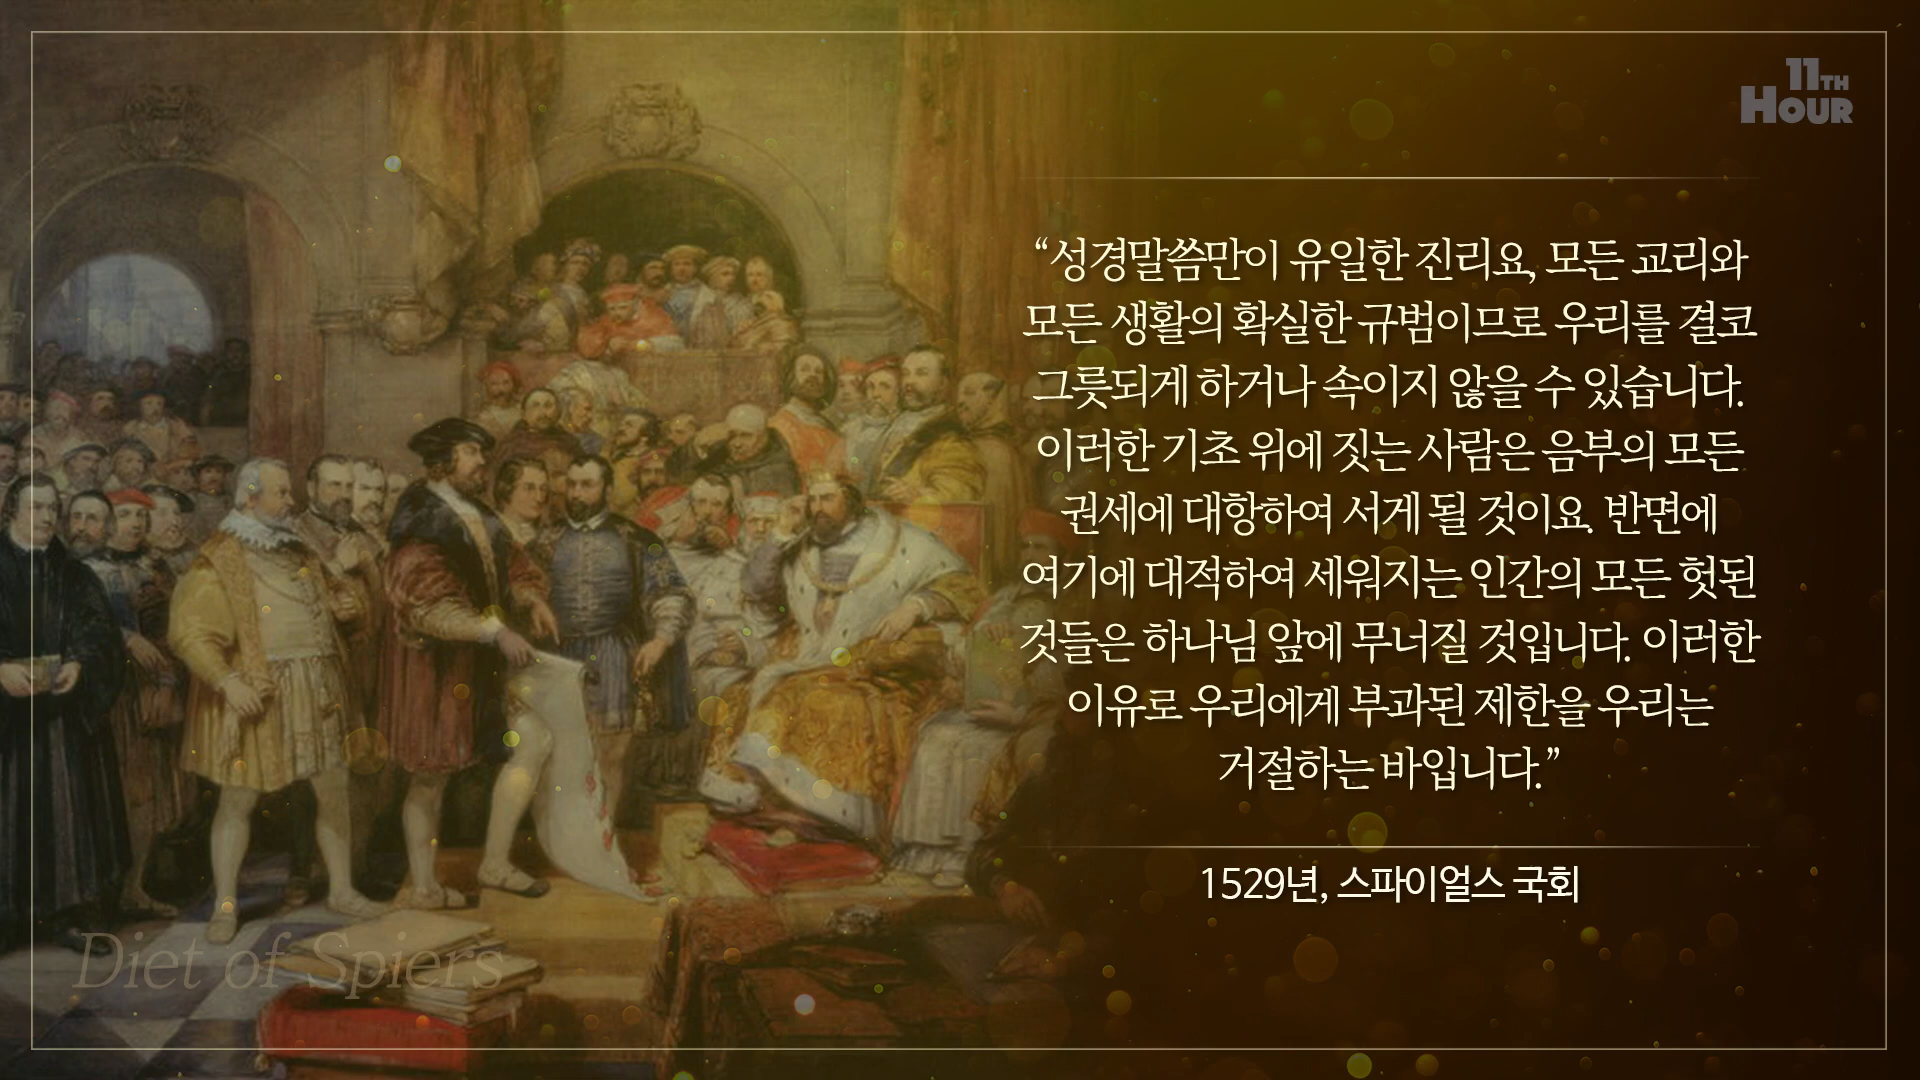 11TH
HOUR
“성경말씀만이 유일한 진리요, 모든 교리와
모든 생활의 확실한 규범이므로 우리를 결코
그릇되게 하거나 속이지 않을 수 있습니다.
이러한 기초 위에 짓는 사람은 음부의 모든
권세에 대항하여 서게 될 것이요. 반면에
여기에 대적하여 세워지는 인간의 모든 헛된
것들은 하나님 앞에 무너질 것입니다. 이러한
이유로 우리에게 부과된 제한을 우리는
거절하는 바입니다.”
1529년, 스파이얼스 국회
Diet of Spiers